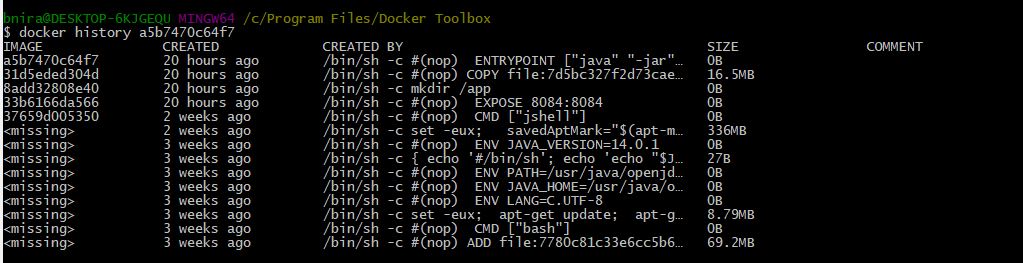 bnira@DESKTOP-6KJGEQU MINGW64 /c/Program Files/Docker Toolbox
$ docker history a5b7470c64f7
IMAGE CREATED CREATED BY SIZE COMMENT
a5b7470c64f7 20 hours ago /bin/sh -c #(nop) ENTRYPOINT ["java" "-jar"… 0B
31d5eded304d 20 hours ago /bin/sh -c #(nop) COPY file:7d5bc327f2d73cae… 16.5MB
8add32808e40 20 hours ago /bin/sh -c mkdir /app 0B
33b6166da566 20 hours ago /bin/sh -c #(nop) EXPOSE 8084:8084 0B
37659d005350 2 weeks ago /bin/sh -c #(nop) CMD ["jshell"] 0B
<missing> 2 weeks ago /bin/sh -c set -eux; savedAptMark="$(apt-m… 336MB
<missing> 3 weeks ago /bin/sh -c #(nop) ENV JAVA_VERSION=14.0.1 0B
<missing> 3 weeks ago /bin/sh -c { echo '#/bin/sh'; echo 'echo "$J… 27B
<missing> 3 weeks ago /bin/sh -c #(nop) ENV PATH=/usr/java/openjd… 0B
<missing> 3 weeks ago /bin/sh -c #(nop) ENV JAVA_HOME=/usr/java/o… 0B
<missing> 3 weeks ago /bin/sh -c #(nop) ENV LANG=C.UTF-8 0B
<missing> 3 weeks ago /bin/sh -c set -eux; apt-get update; apt-g… 8.79MB
<missing> 3 weeks ago /bin/sh -c #(nop) CMD ["bash"] 0B
<missing> 3 weeks ago /bin/sh -c #(nop) ADD file:7780c81c33e6cc5b6… 69.2MB